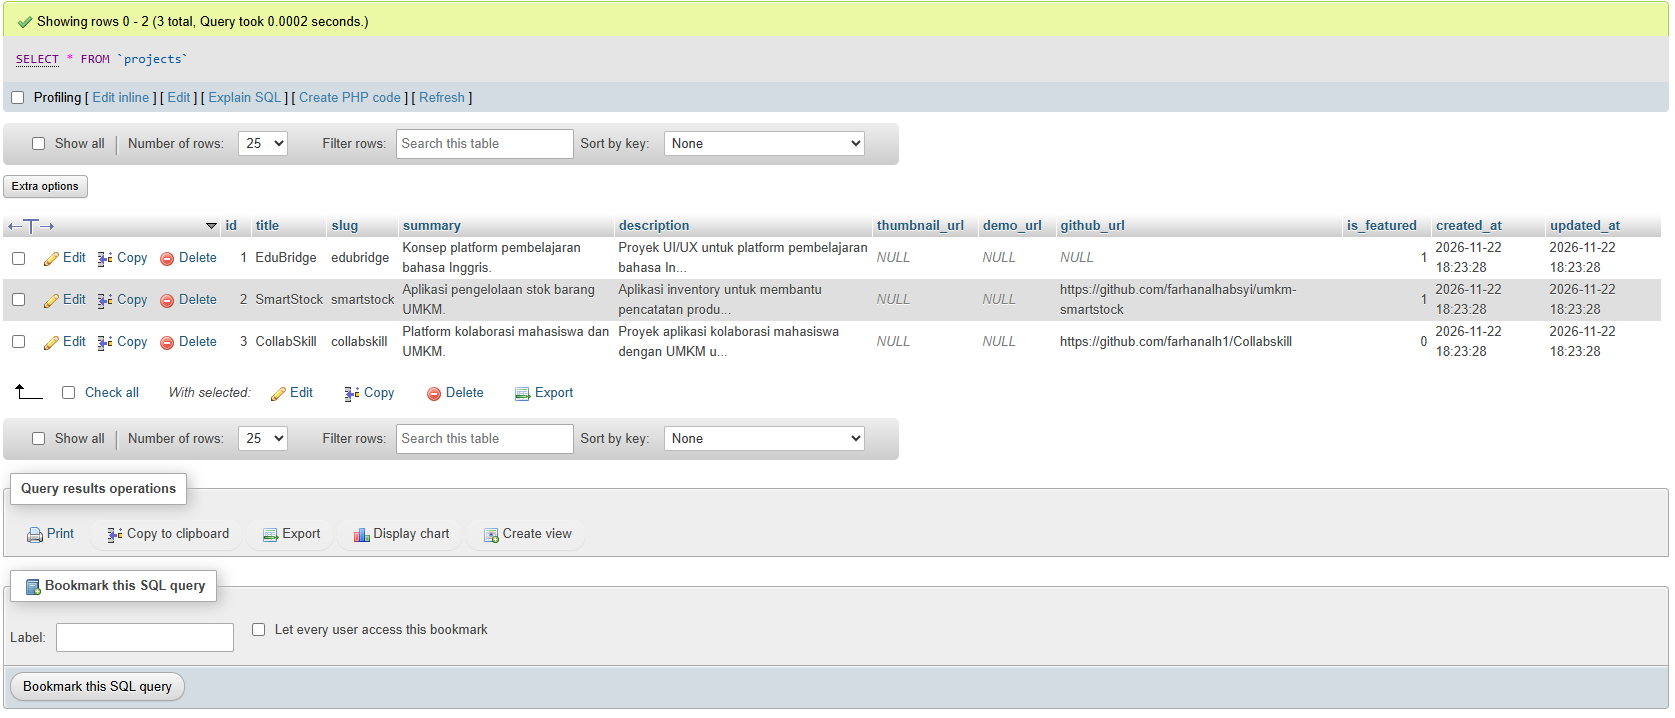 Showing rows 0 - 2 (3 total, Query took 0.0002 seconds.)
SELECT * FROM `projects`
Profiling [ Edit inline ] [ Edit ] [ Explain SQL ] [ Create PHP code ] [ Refresh ]
Show all | Number of rows: 25 Filter rows: Search this table Sort by key: None
Extra options
←T→ id title slug summary description thumbnail_url demo_url github_url is_featured created_at updated_at
Edit Copy Delete 1 EduBridge edubridge Konsep platform pembelajaran bahasa Inggris. Proyek UI/UX untuk platform pembelajaran bahasa In... NULL NULL NULL 1 2026-11-22 18:23:28 2026-11-22 18:23:28
Edit Copy Delete 2 SmartStock smartstock Aplikasi pengelolaan stok barang UMKM. Aplikasi inventory untuk membantu pencatatan produ... NULL NULL https://github.com/farhanalhabsyi/umkm-smartstock 1 2026-11-22 18:23:28 2026-11-22 18:23:28
Edit Copy Delete 3 CollabSkill collabskill Platform kolaborasi mahasiswa dan UMKM. Proyek aplikasi kolaborasi mahasiswa dengan UMKM u... NULL NULL https://github.com/farhanalh1/Collabskill 0 2026-11-22 18:23:28 2026-11-22 18:23:28
Check all With selected: Edit Copy Delete Export
Show all | Number of rows: 25 Filter rows: Search this table Sort by key: None
Query results operations
Print Copy to clipboard Export Display chart Create view
Bookmark this SQL query
Label: Let every user access this bookmark
Bookmark this SQL query